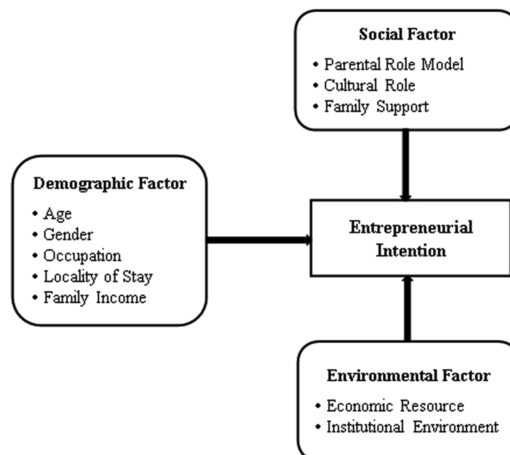 Social Factor
• Parental Role Model
• Cultural Role
• Family Support
Demographic Factor
• Age
• Gender
• Occupation
• Locality of Stay
• Family Income
Entrepreneurial
Intention
Environmental Factor
• Economic Resource
• Institutional Environment